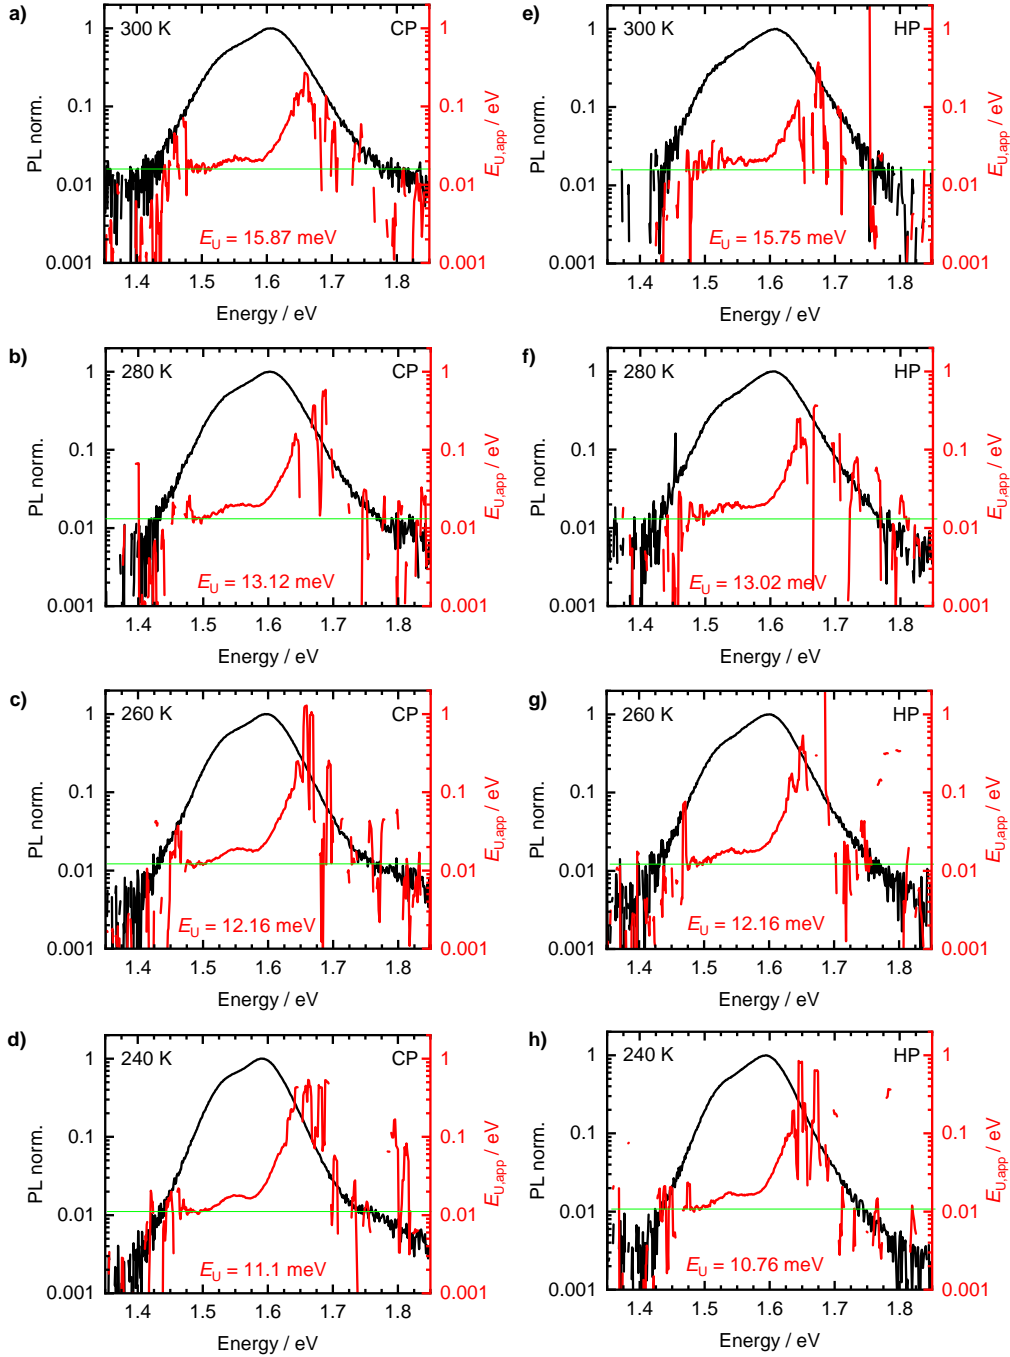 a)
300 K
CP
1
0.1
0.01
0.001
PL norm.
1
0.1
0.01
0.001
E_U,app / eV
E_U = 15.87 meV
1.4 1.5 1.6 1.7 1.8
Energy / eV
e)
300 K
HP
1
0.1
0.01
0.001
PL norm.
1
0.1
0.01
0.001
E_U,app / eV
E_U = 15.75 meV
1.4 1.5 1.6 1.7 1.8
Energy / eV
b)
280 K
CP
1
0.1
0.01
0.001
PL norm.
1
0.1
0.01
0.001
E_U,app / eV
E_U = 13.12 meV
1.4 1.5 1.6 1.7 1.8
Energy / eV
f)
280 K
HP
1
0.1
0.01
0.001
PL norm.
1
0.1
0.01
0.001
E_U,app / eV
E_U = 13.02 meV
1.4 1.5 1.6 1.7 1.8
Energy / eV
c)
260 K
CP
1
0.1
0.01
0.001
PL norm.
1
0.1
0.01
0.001
E_U,app / eV
E_U = 12.16 meV
1.4 1.5 1.6 1.7 1.8
Energy / eV
g)
260 K
HP
1
0.1
0.01
0.001
PL norm.
1
0.1
0.01
0.001
E_U,app / eV
E_U = 12.16 meV
1.4 1.5 1.6 1.7 1.8
Energy / eV
d)
240 K
CP
1
0.1
0.01
0.001
PL norm.
1
0.1
0.01
0.001
E_U,app / eV
E_U = 11.1 meV
1.4 1.5 1.6 1.7 1.8
Energy / eV
h)
240 K
HP
1
0.1
0.01
0.001
PL norm.
1
0.1
0.01
0.001
E_U,app / eV
E_U = 10.76 meV
1.4 1.5 1.6 1.7 1.8
Energy / eV